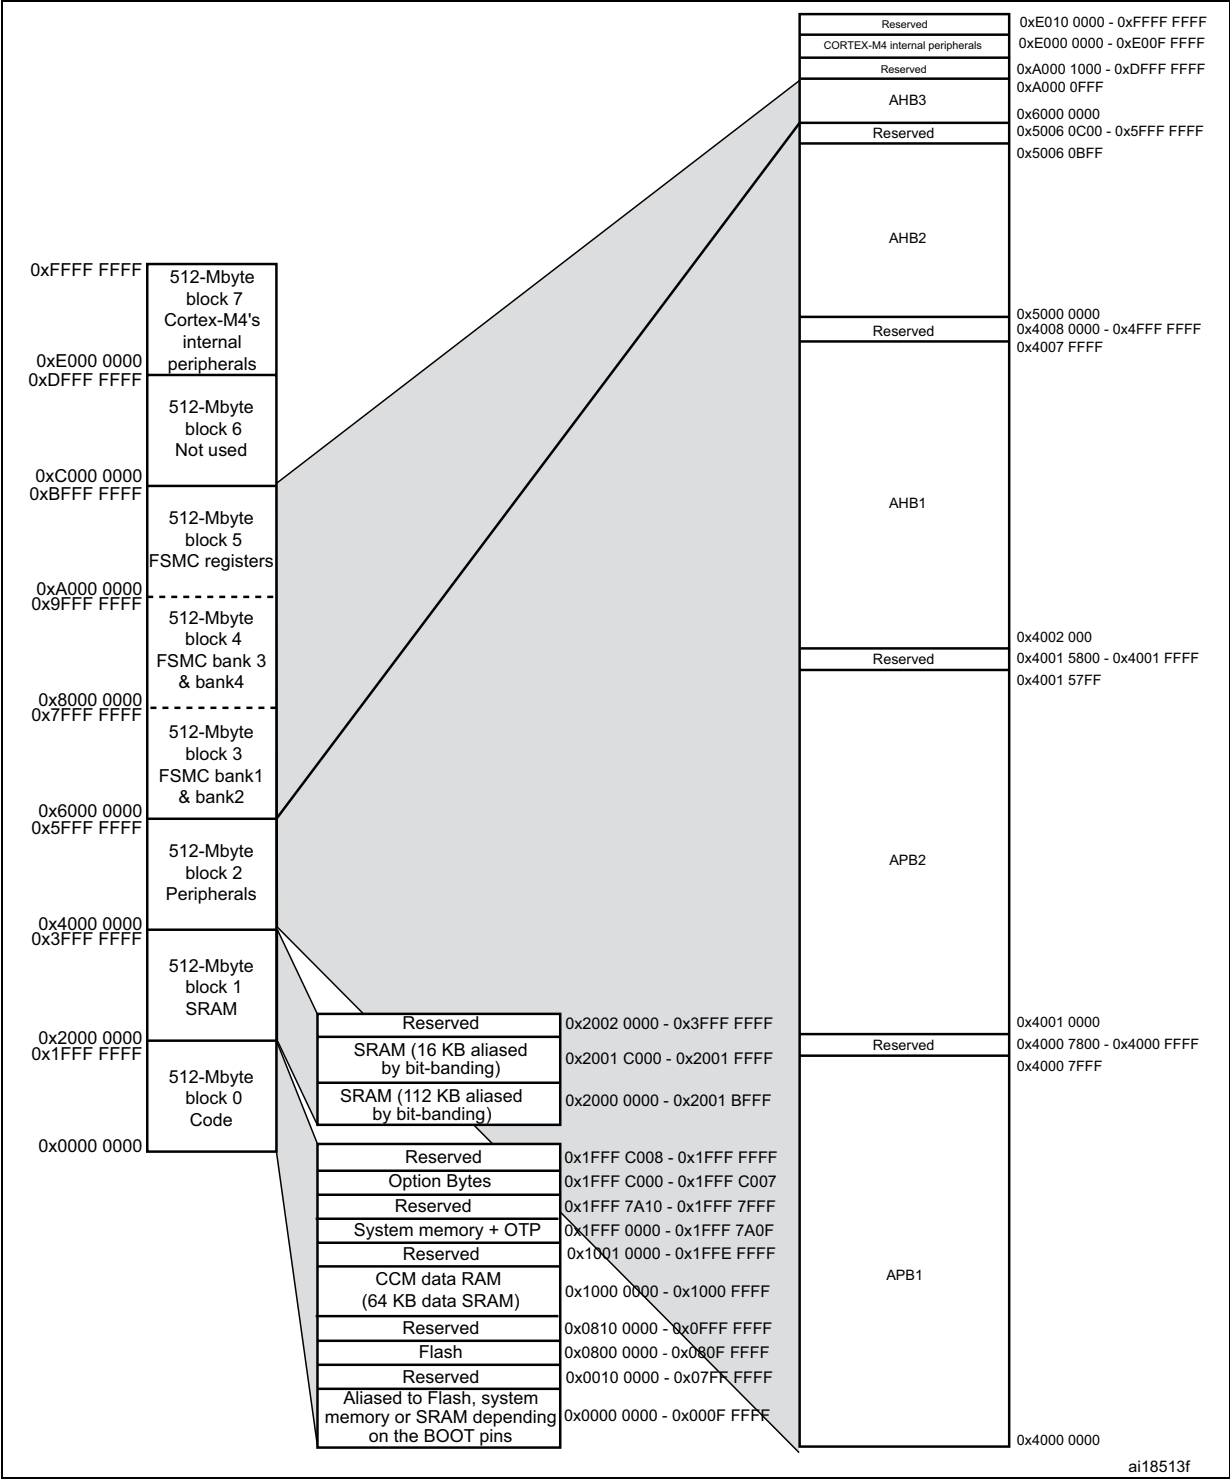 0xFFFF FFFF
512-Mbyte
block 7
Cortex-M4's
internal
peripherals
0xE000 0000
0xDFFF FFFF
512-Mbyte
block 6
Not used
0xC000 0000
0xBFFF FFFF
512-Mbyte
block 5
FSMC registers
0xA000 0000
0x9FFF FFFF
512-Mbyte
block 4
FSMC bank 3
& bank4
0x8000 0000
0x7FFF FFFF
512-Mbyte
block 3
FSMC bank1
& bank2
0x6000 0000
0x5FFF FFFF
512-Mbyte
block 2
Peripherals
0x4000 0000
0x3FFF FFFF
512-Mbyte
block 1
SRAM
0x2000 0000
0x1FFF FFFF
512-Mbyte
block 0
Code
0x0000 0000
Reserved 0x2002 0000 - 0x3FFF FFFF
SRAM (16 KB aliased
by bit-banding)
0x2001 C000 - 0x2001 FFFF
SRAM (112 KB aliased
by bit-banding)
0x2000 0000 - 0x2001 BFFF
Reserved 0x1FFF C008 - 0x1FFF FFFF
Option Bytes 0x1FFF C000 - 0x1FFF C007
Reserved 0x1FFF 7A10 - 0x1FFF 7FFF
System memory + OTP 0x1FFF 0000 - 0x1FFF 7A0F
Reserved 0x1001 0000 - 0x1FFE FFFF
CCM data RAM
(64 KB data SRAM)
0x1000 0000 - 0x1000 FFFF
Reserved 0x0810 0000 - 0x0FFF FFFF
Flash 0x0800 0000 - 0x080F FFFF
Reserved 0x0010 0000 - 0x07FF FFFF
Aliased to Flash, system
memory or SRAM depending
on the BOOT pins
0x0000 0000 - 0x000F FFFF
Reserved 0xE010 0000 - 0xFFFF FFFF
CORTEX-M4 internal peripherals 0xE000 0000 - 0xE00F FFFF
Reserved 0xA000 1000 - 0xDFFF FFFF
0xA000 0FFF
AHB3
0x6000 0000
Reserved 0x5006 0C00 - 0x5FFF FFFF
0x5006 0BFF
AHB2
0x5000 0000
Reserved 0x4008 0000 - 0x4FFF FFFF
0x4007 FFFF
AHB1
0x4002 000
Reserved 0x4001 5800 - 0x4001 FFFF
0x4001 57FF
APB2
0x4001 0000
Reserved 0x4000 7800 - 0x4000 FFFF
0x4000 7FFF
APB1
0x4000 0000
ai18513f